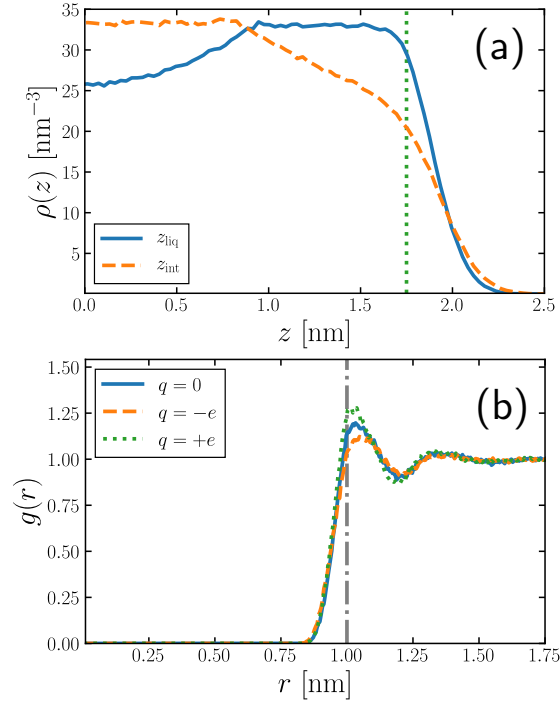 35
30
25
20
15
10
5
ρ(z) [nm⁻³]
(a)
z_liq
z_int
0.0 0.5 1.0 1.5 2.0 2.5
z [nm]
1.50
1.25
1.00
0.75
0.50
0.25
0.00
g(r)
(b)
q = 0
q = −e
q = +e
0.25 0.50 0.75 1.00 1.25 1.50 1.75
r [nm]